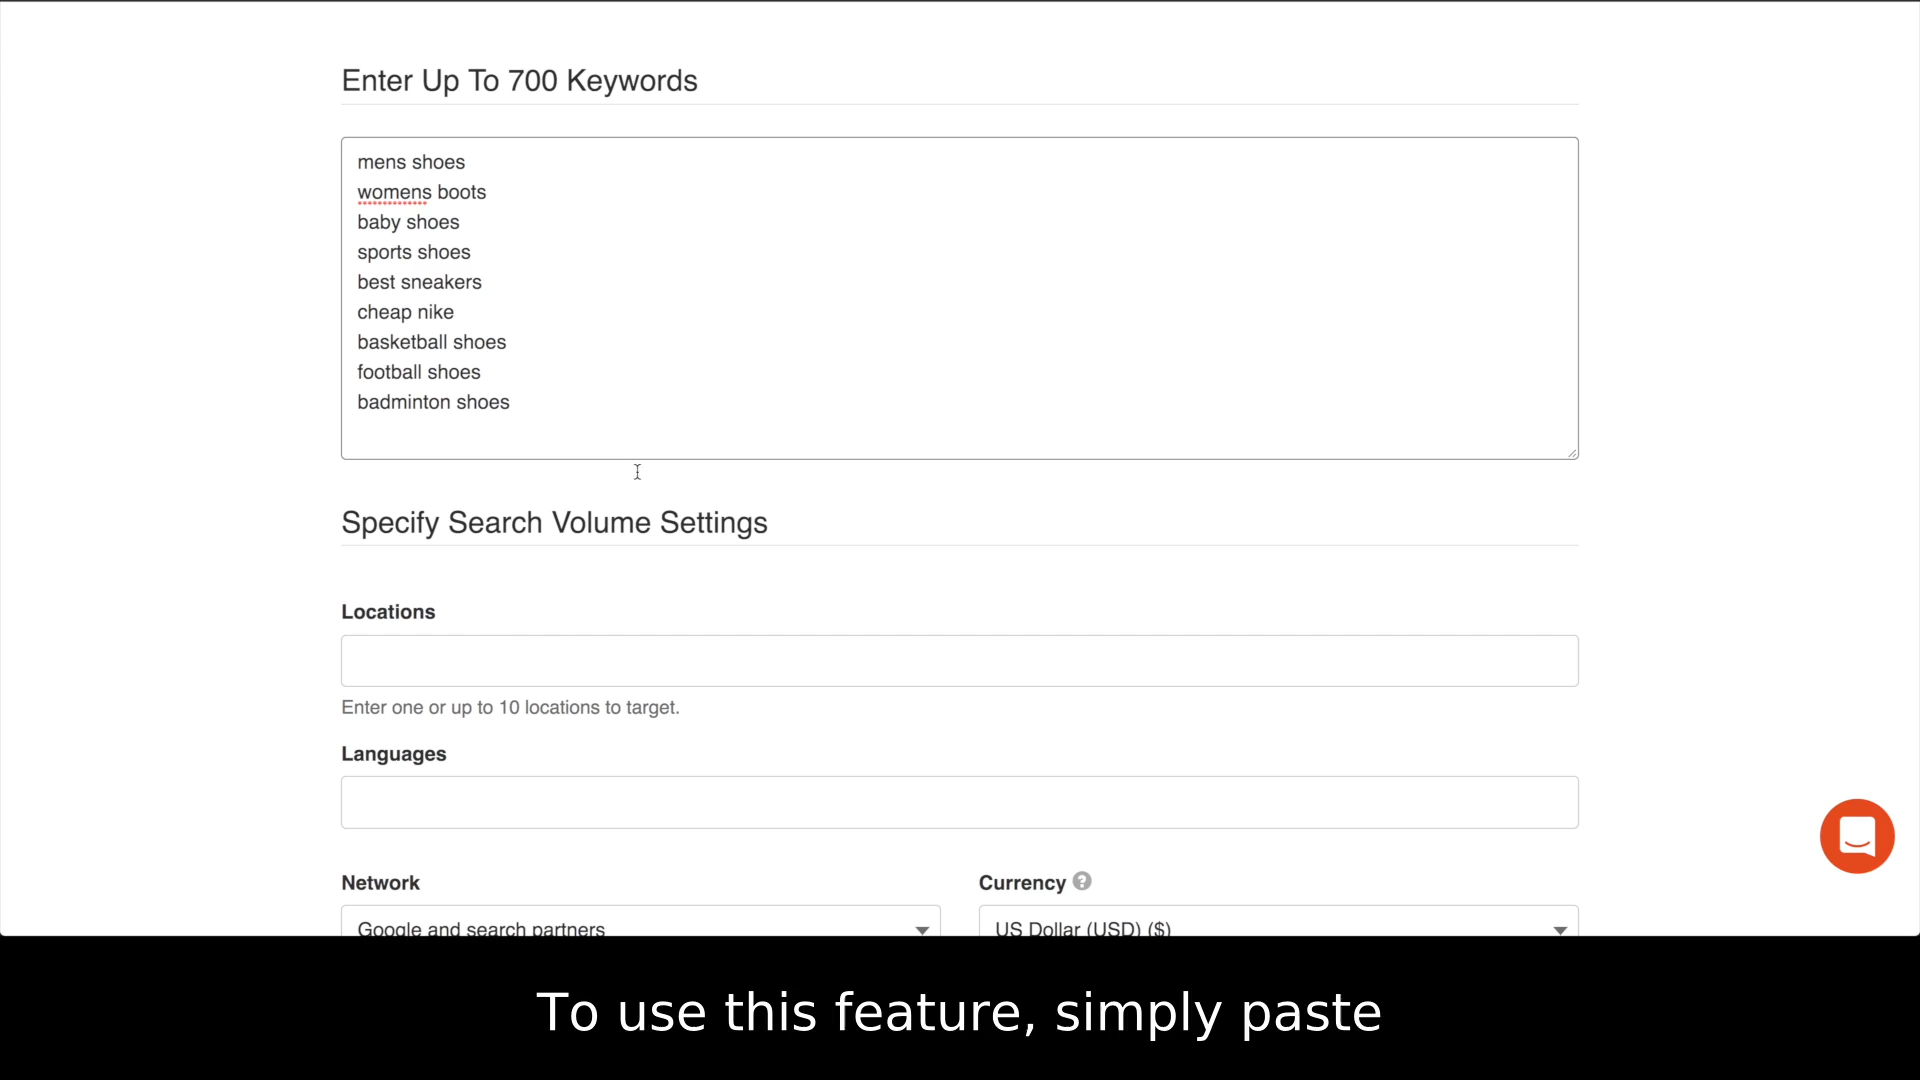 Enter Up To 700 Keywords
mens shoes
womens boots
baby shoes
sports shoes
best sneakers
cheap nike
basketball shoes
football shoes
badminton shoes
Specify Search Volume Settings
Locations
Enter one or up to 10 locations to target.
Languages
Network
Currency ?
Google and search partners
US Dollar (USD) ($)
To use this feature, simply paste